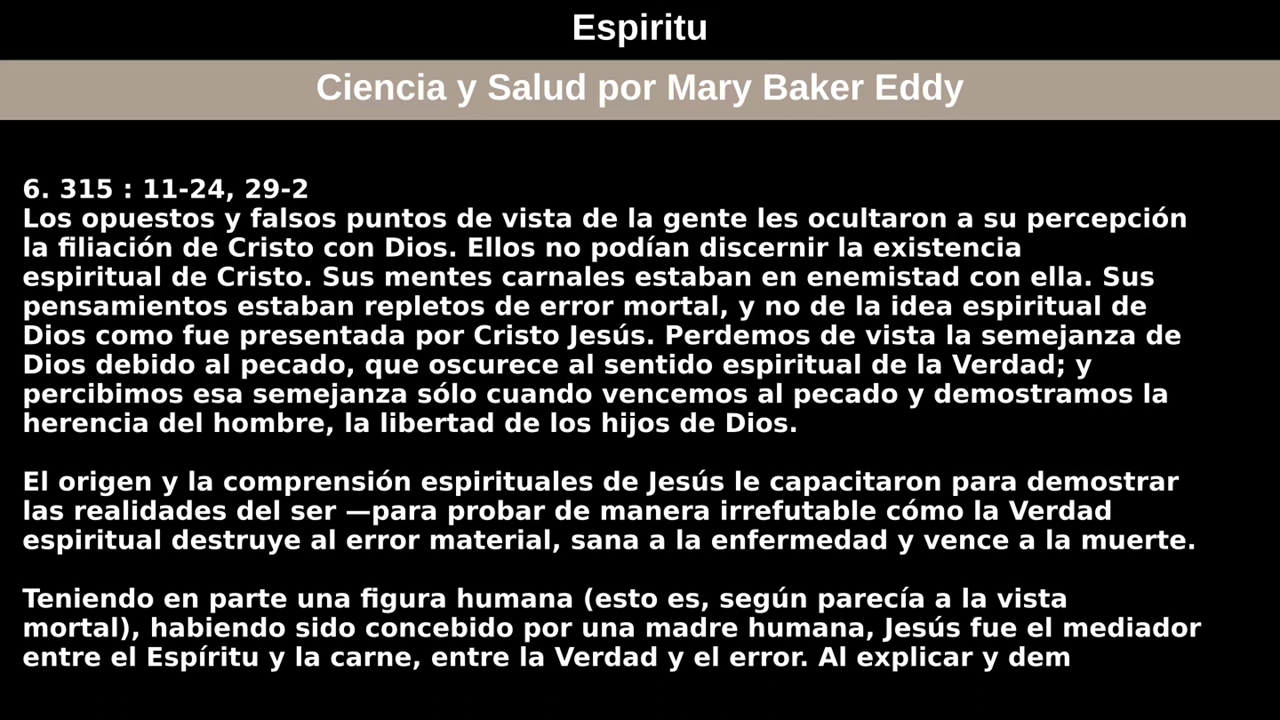 Espiritu
Ciencia y Salud por Mary Baker Eddy
6. 315 : 11-24, 29-2
Los opuestos y falsos puntos de vista de la gente les ocultaron a su percepción
la filiación de Cristo con Dios. Ellos no podían discernir la existencia
espiritual de Cristo. Sus mentes carnales estaban en enemistad con ella. Sus
pensamientos estaban repletos de error mortal, y no de la idea espiritual de
Dios como fue presentada por Cristo Jesús. Perdemos de vista la semejanza de
Dios debido al pecado, que oscurece al sentido espiritual de la Verdad; y
percibimos esa semejanza sólo cuando vencemos al pecado y demostramos la
herencia del hombre, la libertad de los hijos de Dios.
El origen y la comprensión espirituales de Jesús le capacitaron para demostrar
las realidades del ser —para probar de manera irrefutable cómo la Verdad
espiritual destruye al error material, sana a la enfermedad y vence a la muerte.
Teniendo en parte una figura humana (esto es, según parecía a la vista
mortal), habiendo sido concebido por una madre humana, Jesús fue el mediador
entre el Espíritu y la carne, entre la Verdad y el error. Al explicar y dem